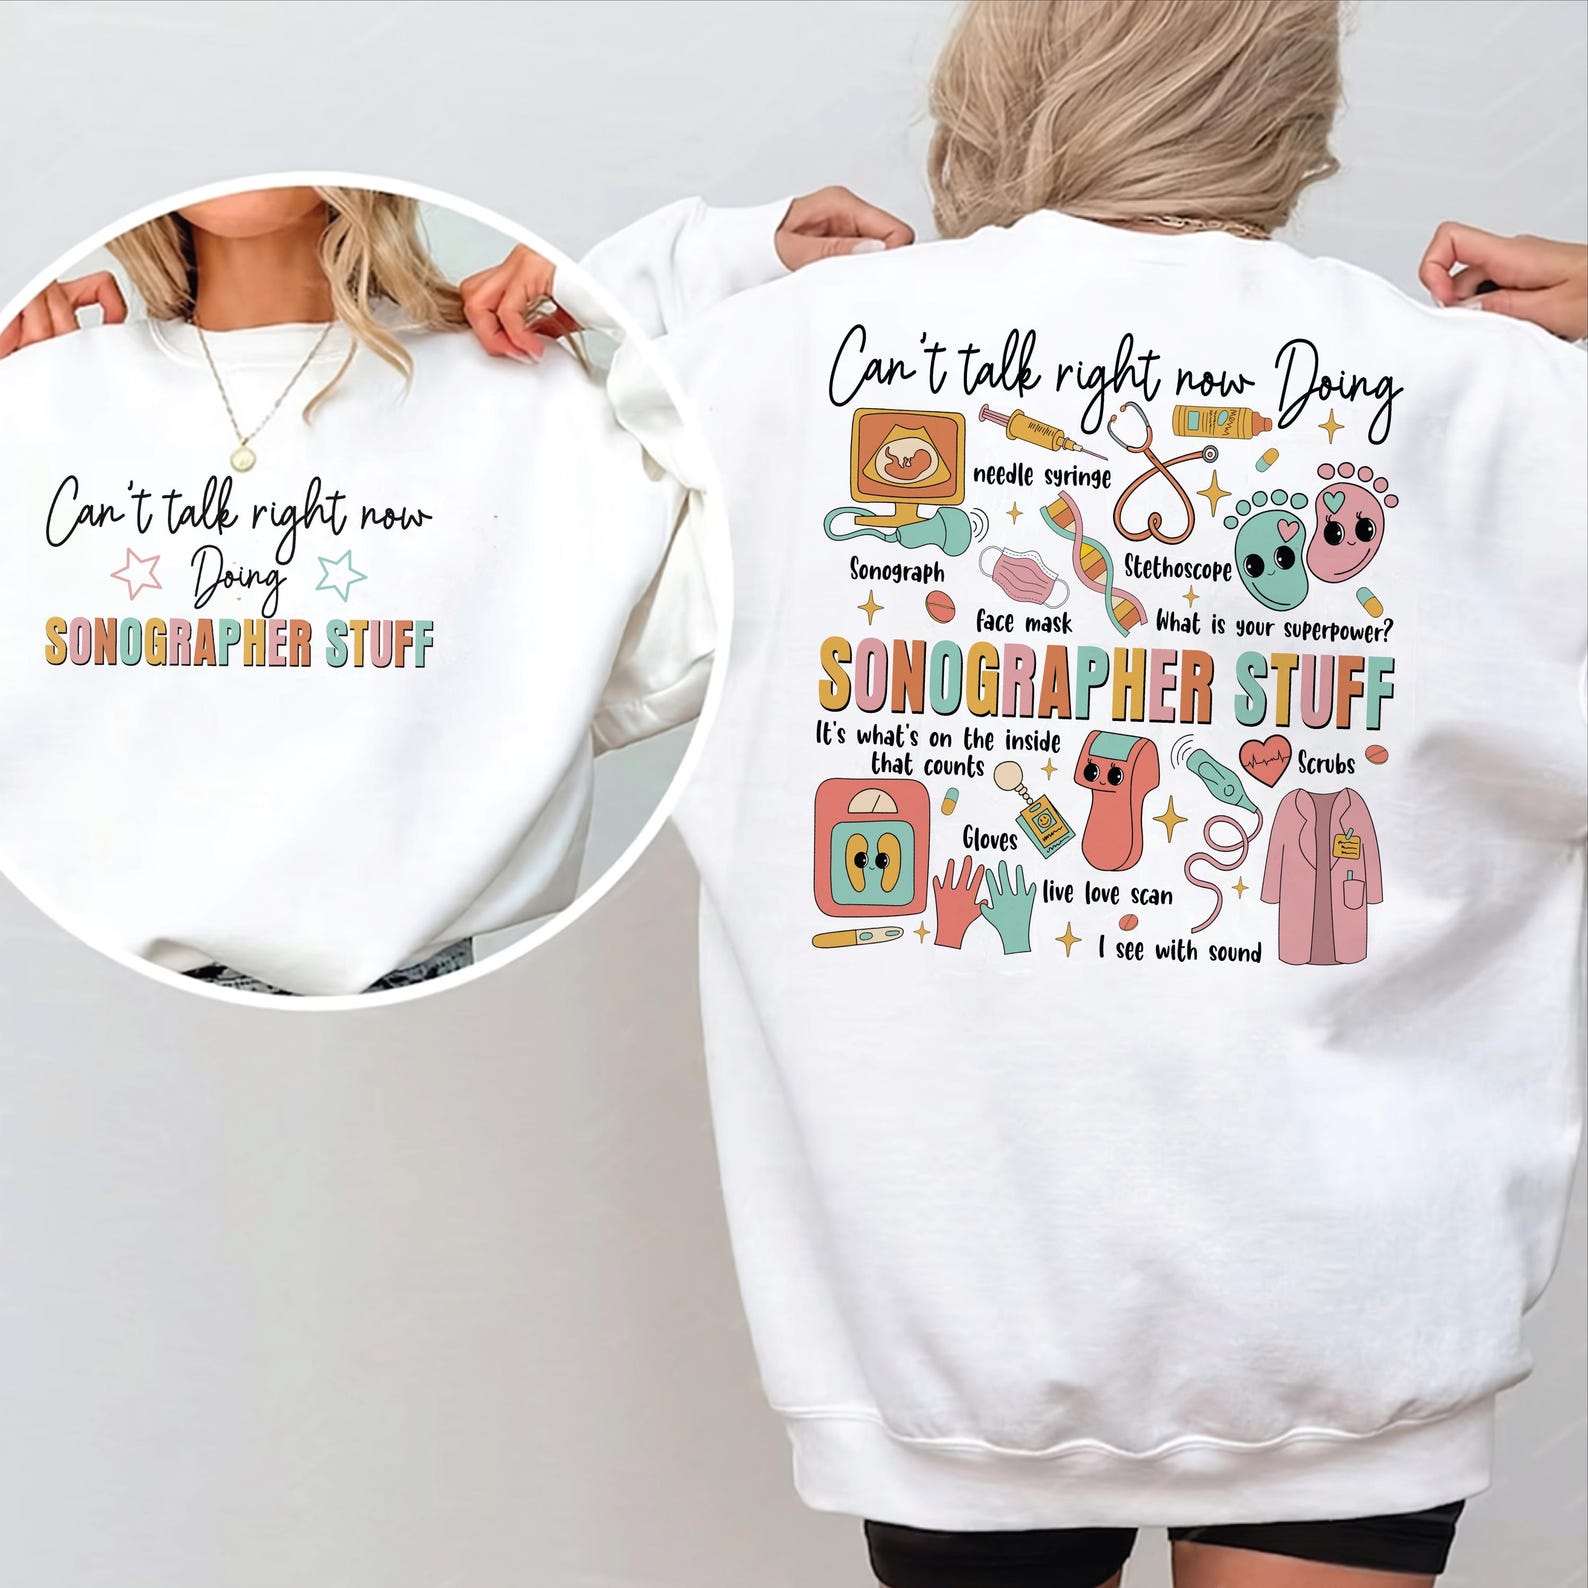 Can't talk right now
Doing
SONOGRAPHER STUFF
Can't talk right now Doing
needle syringe
Sonograph
Stethoscope
face mask
What is your superpower?
SONOGRAPHER STUFF
It's what's on the inside
that counts
Scrubs
Gloves
live love scan
I see with sound